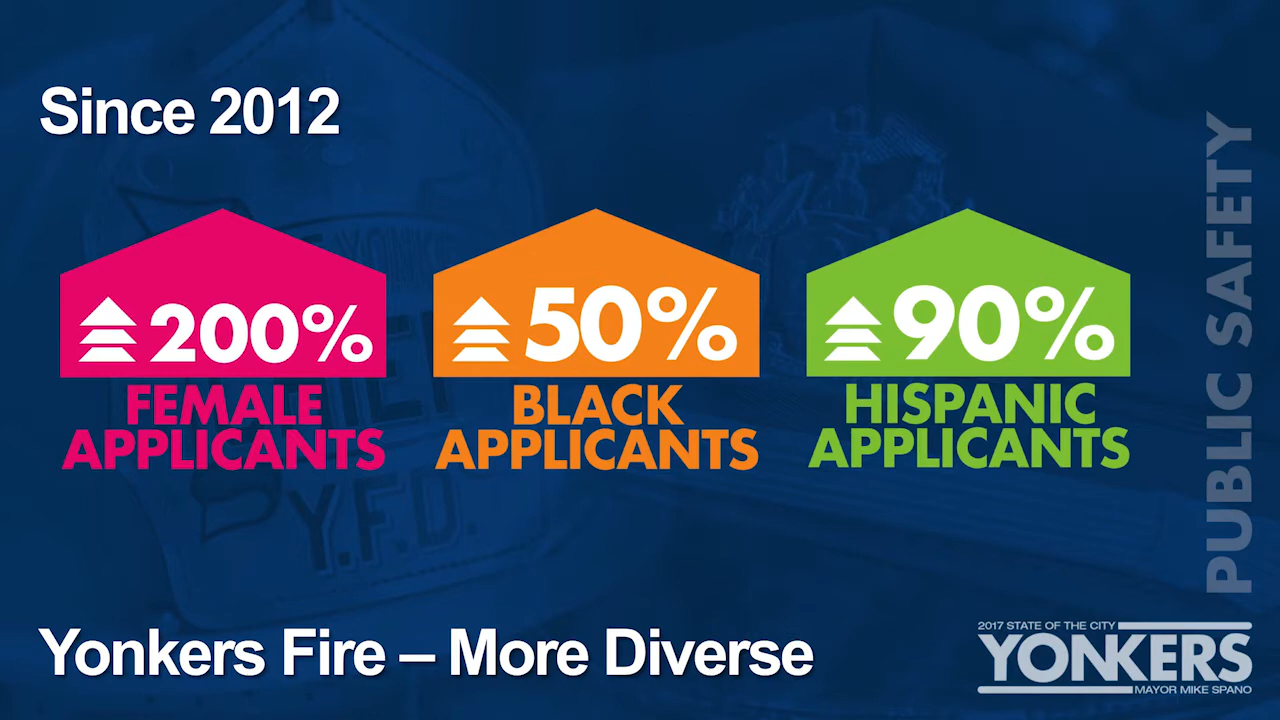 Since 2012
200%
FEMALE
APPLICANTS
50%
BLACK
APPLICANTS
90%
HISPANIC
APPLICANTS
PUBLIC SAFETY
Y.F.D.
Yonkers Fire – More Diverse
2017 STATE OF THE CITY
YONKERS
MAYOR MIKE SPANO